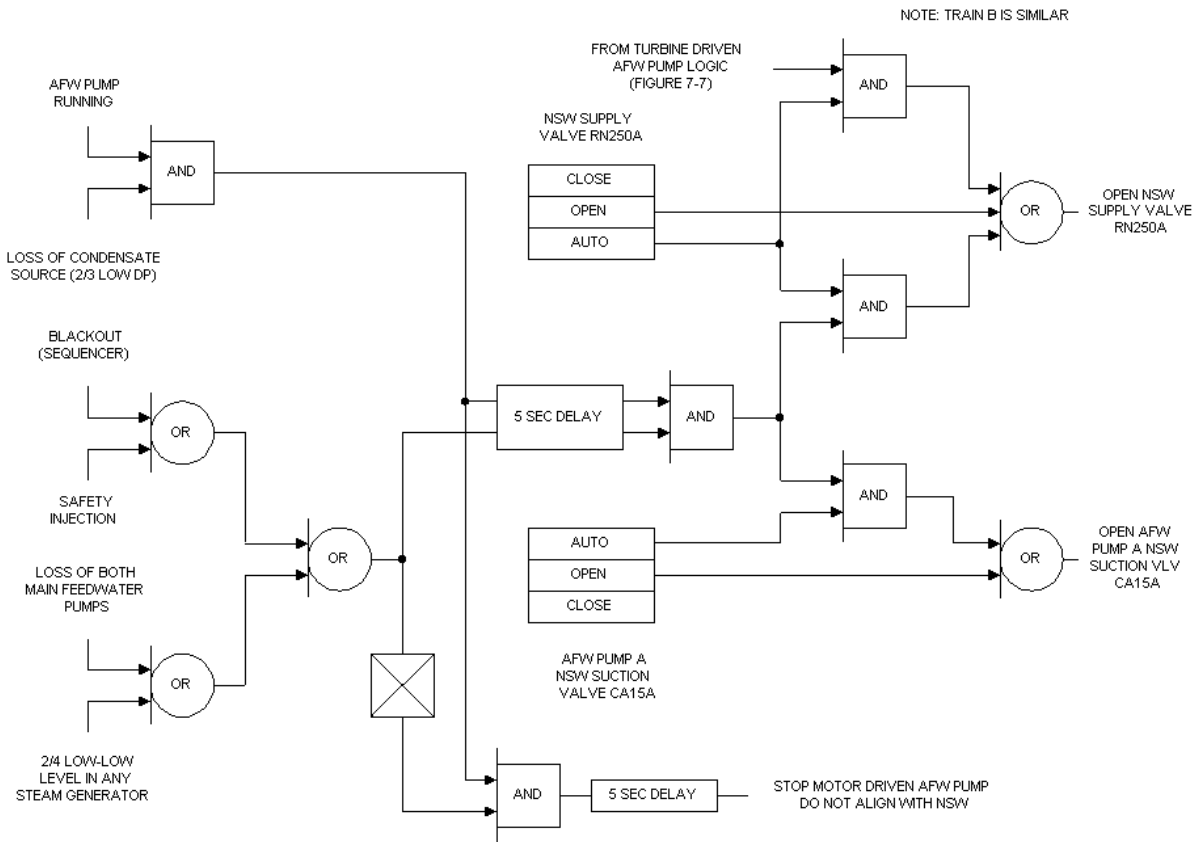 NOTE: TRAIN B IS SIMILAR
FROM TURBINE DRIVEN
AFW PUMP LOGIC
(FIGURE 7-7)
AND
AFW PUMP
RUNNING
AND
LOSS OF CONDENSATE
SOURCE (2/3 LOW DP)
NSW SUPPLY
VALVE RN250A
CLOSE
OPEN
AUTO
OR
OPEN NSW
SUPPLY VALVE
RN250A
AND
BLACKOUT
(SEQUENCER)
OR
SAFETY
INJECTION
5 SEC DELAY
AND
AND
LOSS OF BOTH
MAIN FEEDWATER
PUMPS
OR
OR
2/4 LOW-LOW
LEVEL IN ANY
STEAM GENERATOR
AUTO
OPEN
CLOSE
AFW PUMP A
NSW SUCTION
VALVE CA15A
OR
OPEN AFW
PUMP A NSW
SUCTION VLV
CA15A
AND
5 SEC DELAY
STOP MOTOR DRIVEN AFW PUMP
DO NOT ALIGN WITH NSW